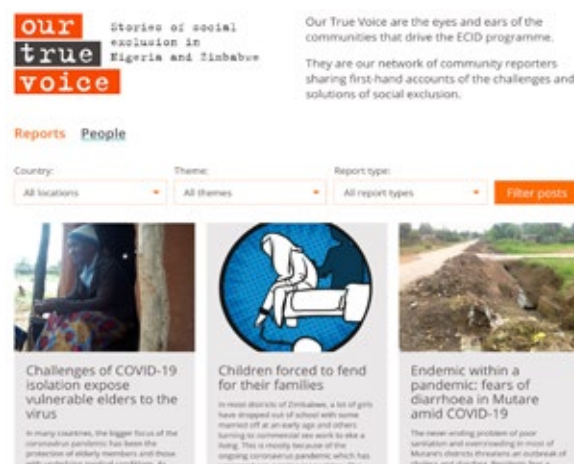 our
true
voice
Stories of social
exclusion in
Nigeria and Zimbabwe
Our True Voice are the eyes and ears of the
communities that drive the ECID programme.
They are our network of community reporters
sharing first-hand accounts of the challenges and
solutions of social exclusion.
Reports People
Country: Theme: Report type:
All locations All themes All report types Filter posts
Challenges of COVID-19
isolation expose
vulnerable elders to the
virus
In many countries, the bigger focus of the
coronavirus pandemic has been the
protection of elderly members and those
with underlying medical conditions. As
Children forced to fend
for their families
In most districts of Zimbabwe, a lot of girls
have dropped out of school with some
married off at an early age and others
turning to commercial sex work to eke a
living. This is mostly because of the
ongoing coronavirus pandemic which has
Endemic within a
pandemic: fears of
diarrhoea in Mutare
amid COVID-19
The never-ending problem of poor
sanitation and overcrowding in most of
Mutare's districts threatens an outbreak of